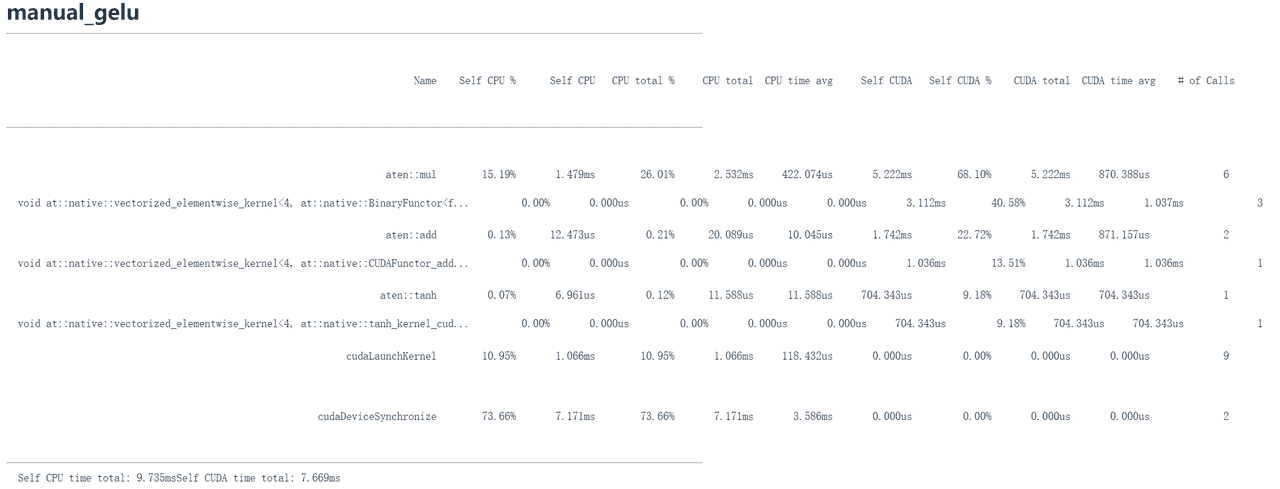 manual_gelu
Name Self CPU % Self CPU CPU total % CPU total CPU time avg Self CUDA Self CUDA % CUDA total CUDA time avg # of Calls
aten::mul 15.19% 1.479ms 26.01% 2.532ms 422.074us 5.222ms 68.10% 5.222ms 870.388us 6
void at::native::vectorized_elementwise_kernel<4, at::native::BinaryFunctor<f... 0.00% 0.000us 0.00% 0.000us 0.000us 3.112ms 40.58% 3.112ms 1.037ms 3
aten::add 0.13% 12.473us 0.21% 20.089us 10.045us 1.742ms 22.72% 1.742ms 871.157us 2
void at::native::vectorized_elementwise_kernel<4, at::native::CUDAFunctor_add... 0.00% 0.000us 0.00% 0.000us 0.000us 1.036ms 13.51% 1.036ms 1.036ms 1
aten::tanh 0.07% 6.961us 0.12% 11.588us 11.588us 704.343us 9.18% 704.343us 704.343us 1
void at::native::vectorized_elementwise_kernel<4, at::native::tanh_kernel_cud... 0.00% 0.000us 0.00% 0.000us 0.000us 704.343us 9.18% 704.343us 704.343us 1
cudaLaunchKernel 10.95% 1.066ms 10.95% 1.066ms 118.432us 0.000us 0.00% 0.000us 0.000us 9
cudaDeviceSynchronize 73.66% 7.171ms 73.66% 7.171ms 3.586ms 0.000us 0.00% 0.000us 0.000us 2
Self CPU time total: 9.735msSelf CUDA time total: 7.669ms